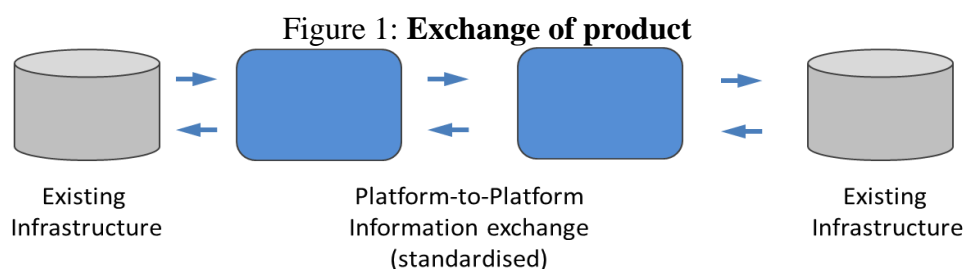 Figure 1: Exchange of product
Existing
Infrastructure
Platform-to-Platform
Information exchange
(standardised)
Existing
Infrastructure